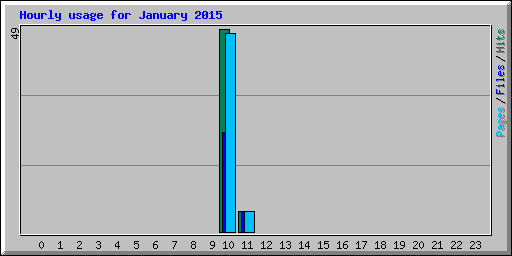 Hourly usage for January 2015
49
Pages/Files/Hits
0 1 2 3 4 5 6 7 8 9 10 11 12 13 14 15 16 17 18 19 20 21 22 23